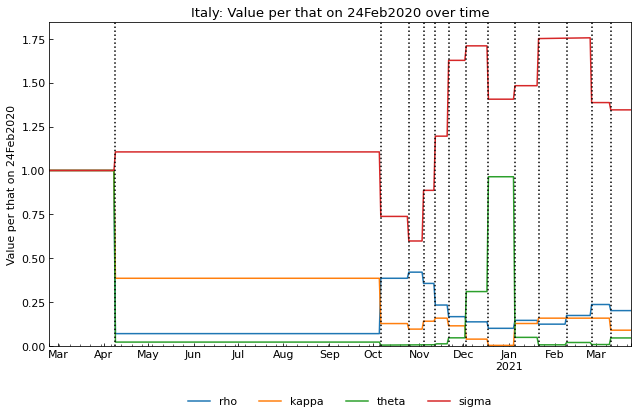 Italy: Value per that on 24Feb2020 over time
Value per that on 24Feb2020
1.75
1.50
1.25
1.00
0.75
0.50
0.25
0.00
Mar Apr May Jun Jul Aug Sep Oct Nov Dec Jan Feb Mar
2021
rho kappa theta sigma